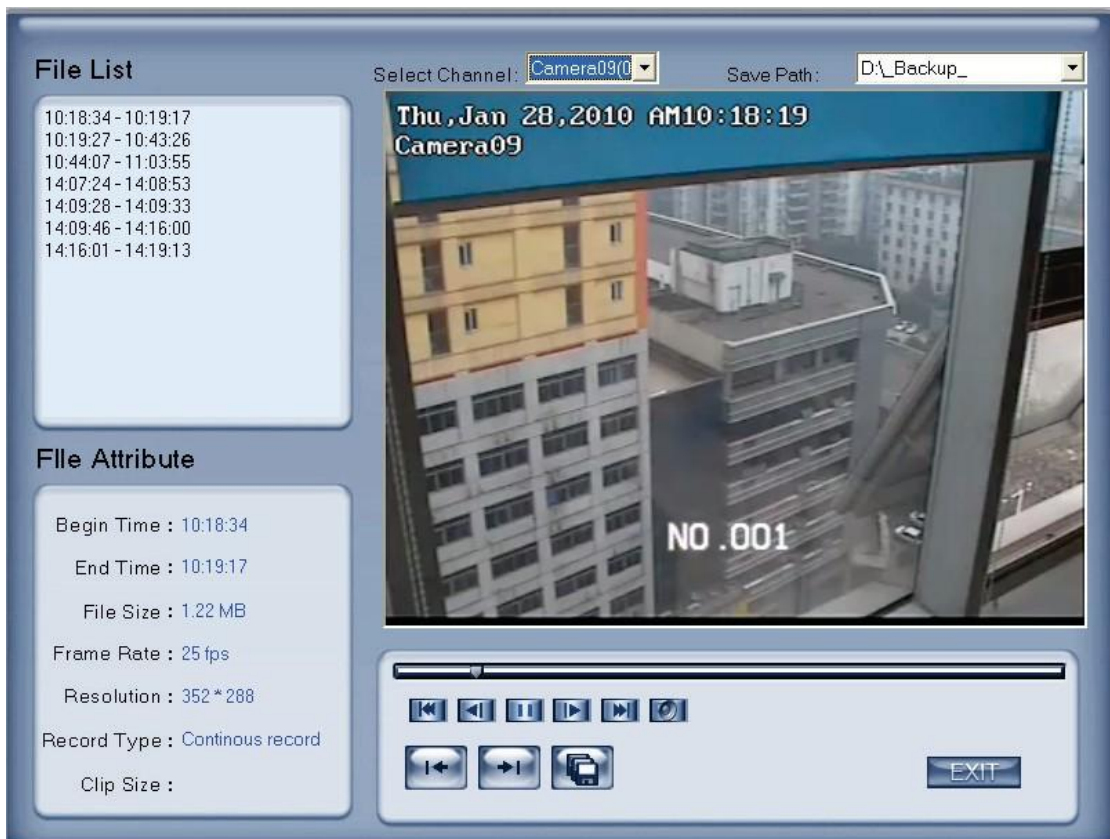 File List
Select Channel:
Camera09(0
Save Path:
D:\_Backup_
10:18:34 - 10:19:17
10:19:27 - 10:43:26
10:44:07 - 11:03:55
14:07:24 - 14:08:53
14:09:28 - 14:09:33
14:09:46 - 14:16:00
14:16:01 - 14:19:13
Thu,Jan 28,2010 AM10:18:19
Camera09
NO.001
FIle Attribute
Begin Time : 10:18:34
End Time : 10:19:17
File Size : 1.22 MB
Frame Rate : 25 fps
Resolution : 352 * 288
Record Type : Continous record
Clip Size :
EXIT